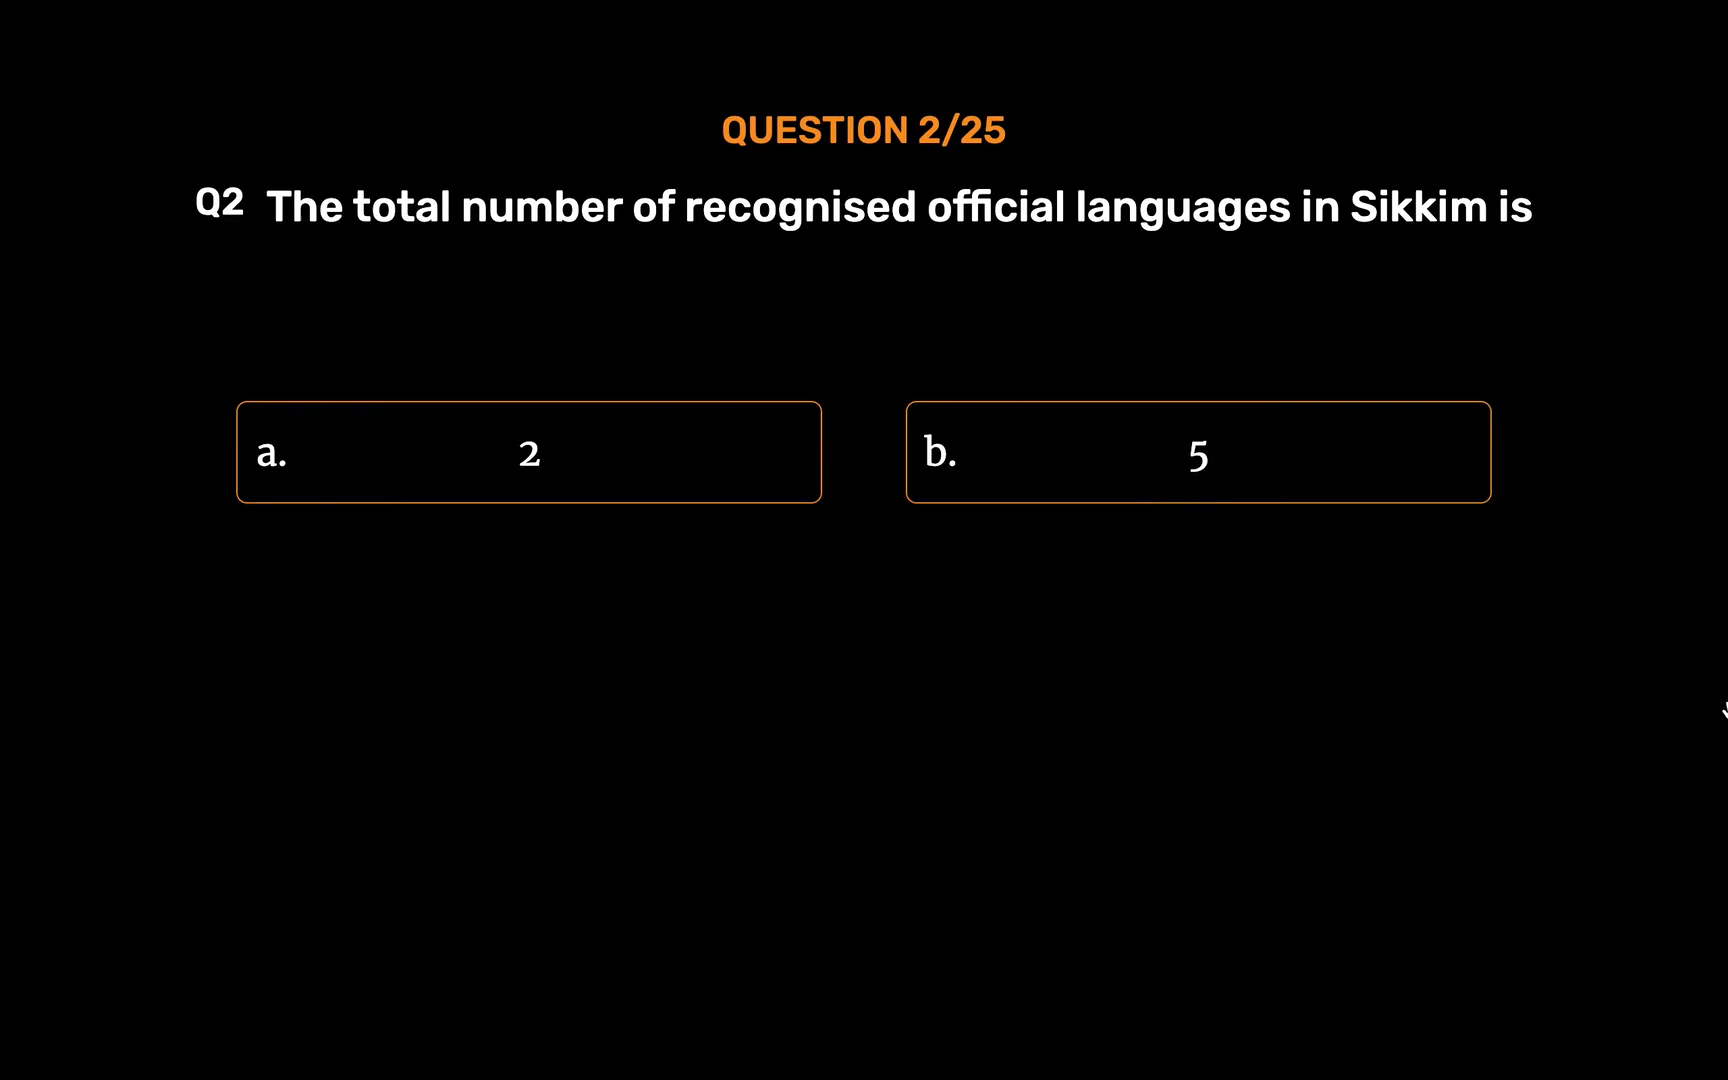 QUESTION 2/25
Q2 The total number of recognised official languages in Sikkim is
a. 2
b. 5